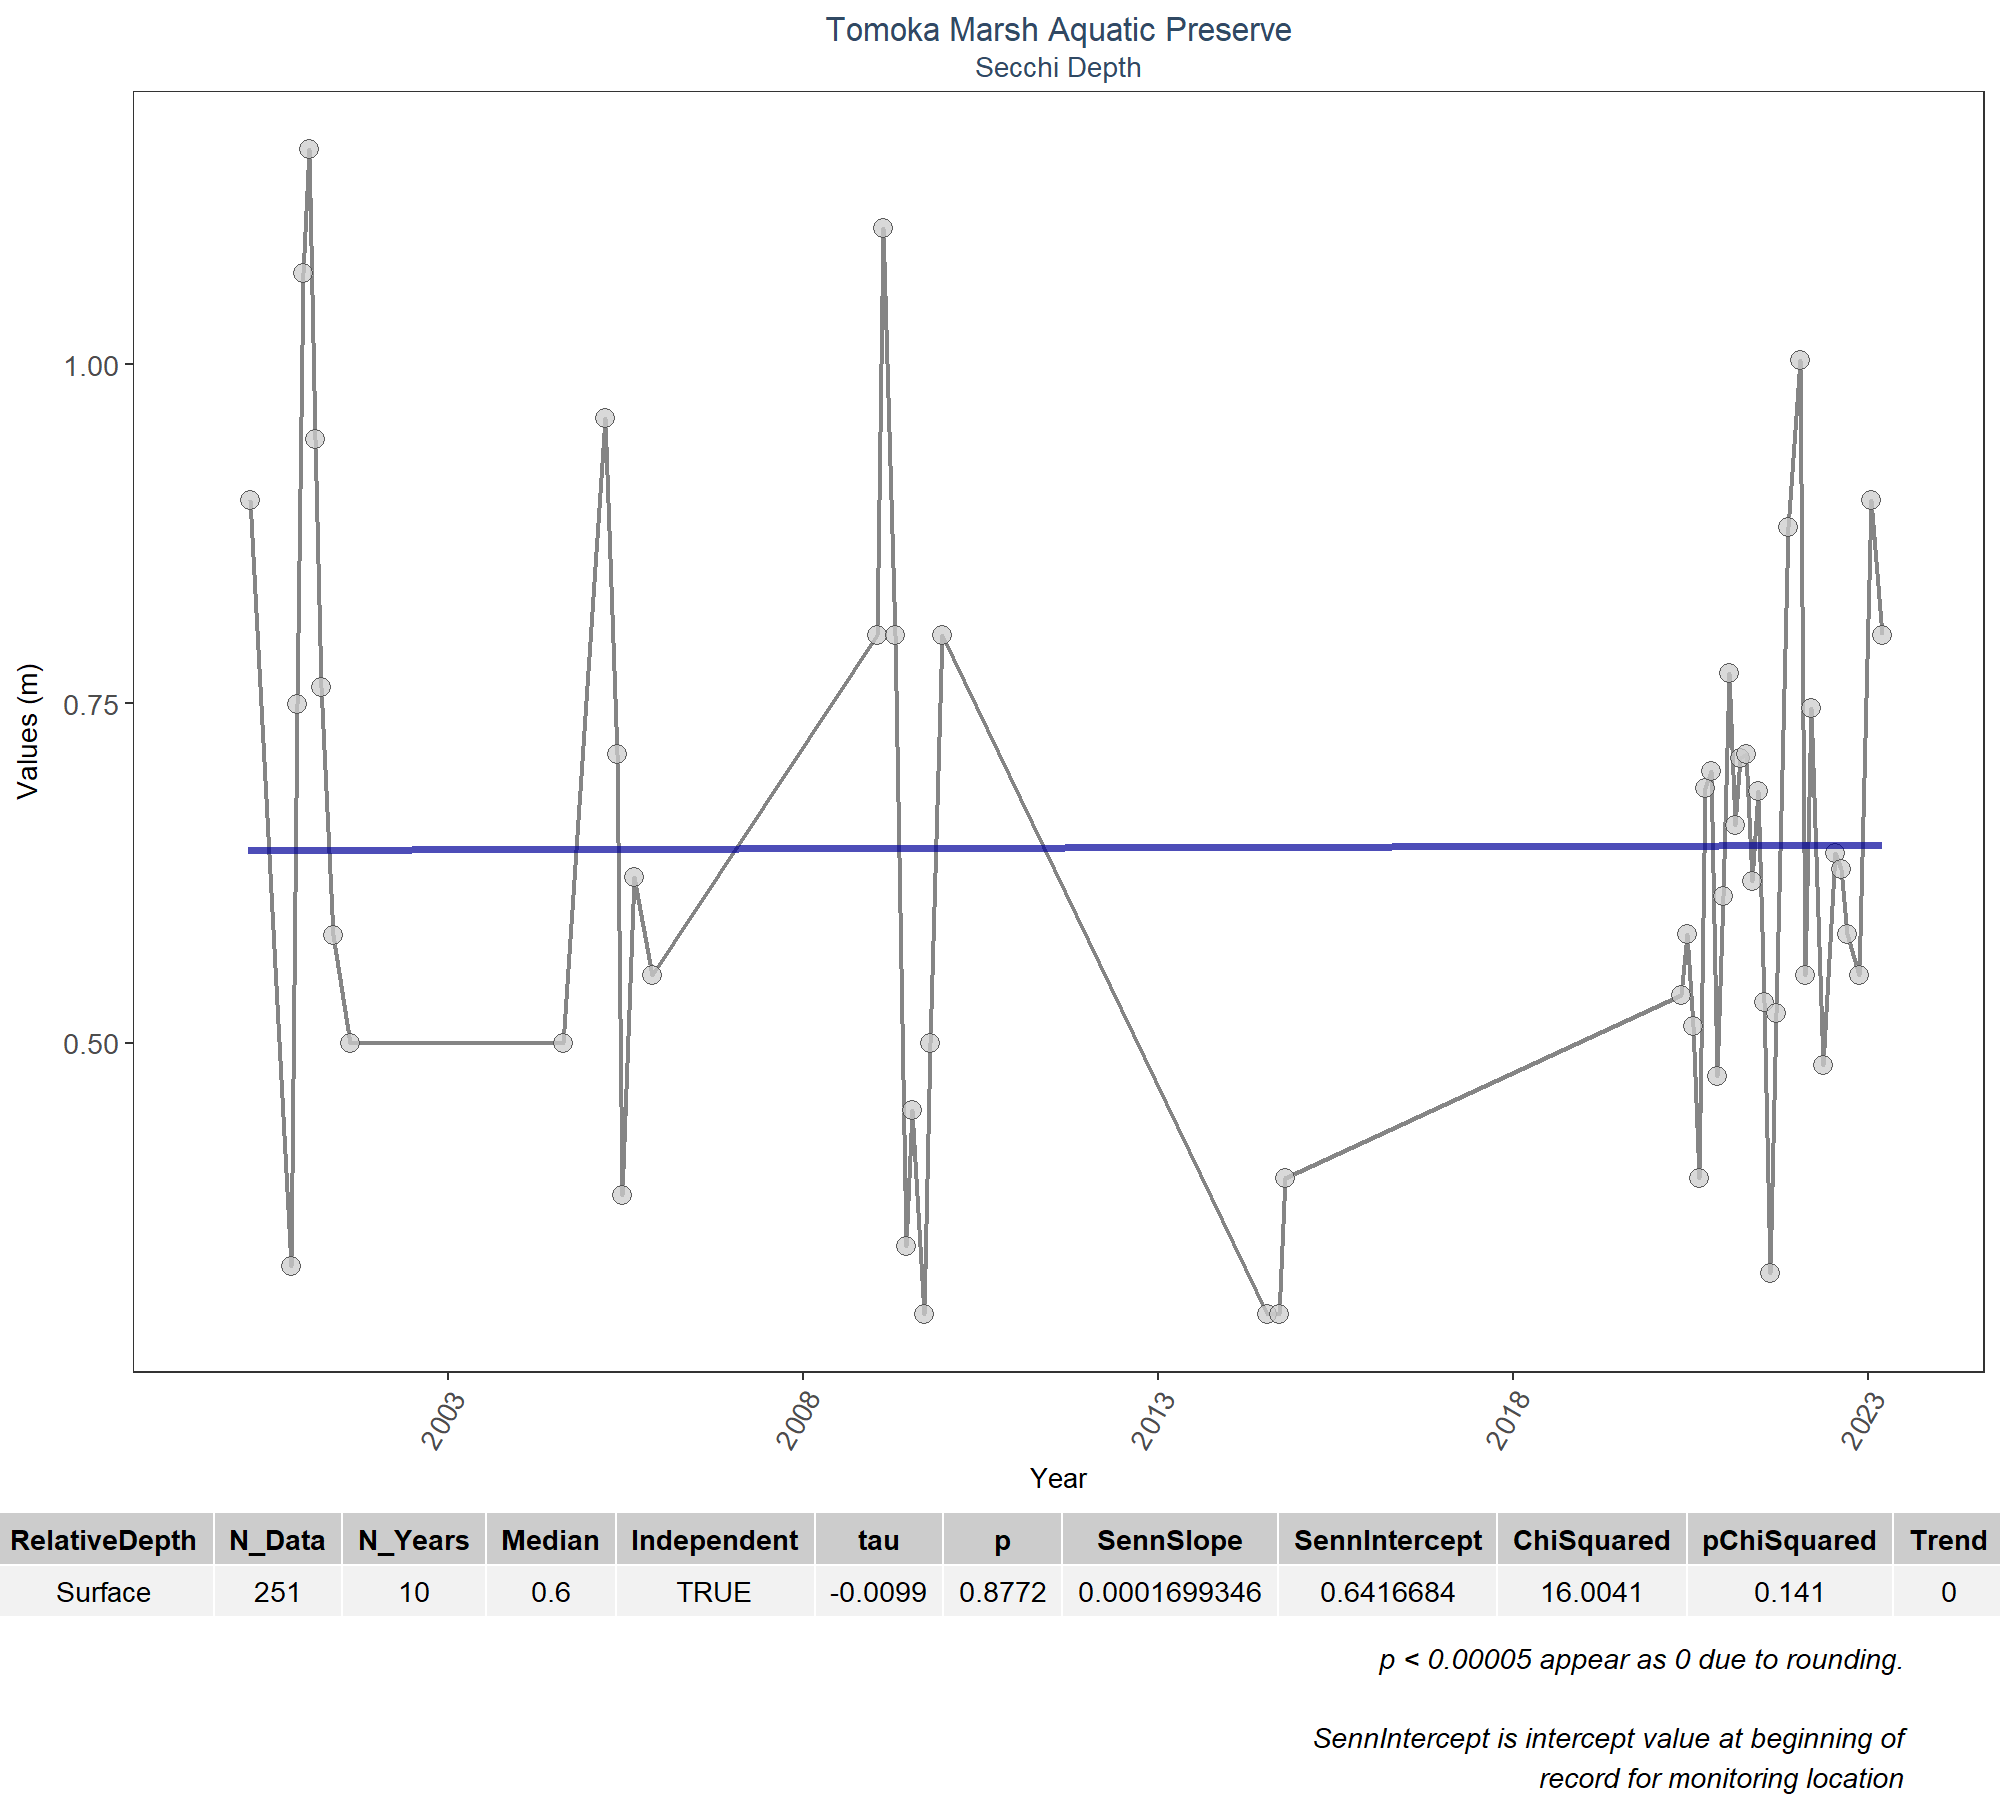 Tomoka Marsh Aquatic Preserve
Secchi Depth
Values (m)
1.00
0.75
0.50
2003 2008 2013 2018 2023
Year
RelativeDepth N_Data N_Years Median Independent tau p SennSlope SennIntercept ChiSquared pChiSquared Trend
Surface 251 10 0.6 TRUE -0.0099 0.8772 0.0001699346 0.6416684 16.0041 0.141 0
p < 0.00005 appear as 0 due to rounding.
SennIntercept is intercept value at beginning of
record for monitoring location